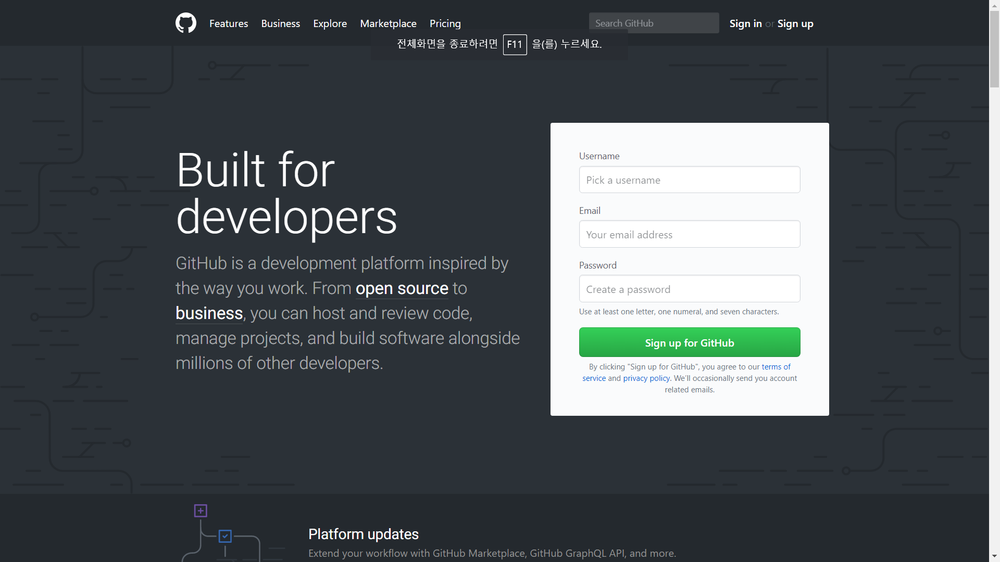 Features Business Explore Marketplace Pricing Search GitHub Sign in or Sign up
전체화면을 종료하려면 F11 을(를) 누르세요.
Built for
developers
GitHub is a development platform inspired by
the way you work. From open source to
business, you can host and review code,
manage projects, and build software alongside
millions of other developers.
Username
Pick a username
Email
Your email address
Password
Create a password
Use at least one letter, one numeral, and seven characters.
Sign up for GitHub
By clicking "Sign up for GitHub", you agree to our terms of
service and privacy policy. We’ll occasionally send you account
related emails.
Platform updates
Extend your workflow with GitHub Marketplace, GitHub GraphQL API, and more.